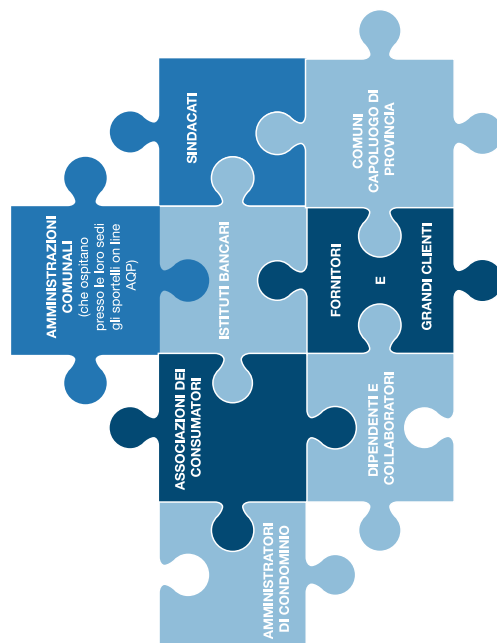 SINDACATI
COMUNI
CAPOLUOGO DI
PROVINCIA
AMMINISTRAZIONI
COMUNALI
(che ospitano
presso le loro sedi
gli sportelli on line
AQP)
ISTITUTI BANCARI
FORNITORI
E
GRANDI CLIENTI
ASSOCIAZIONI DEI
CONSUMATORI
DIPENDENTI E
COLLABORATORI
AMMINISTRATORI
DI CONDOMINIO